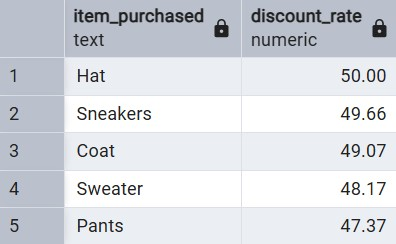 item_purchased discount_rate
text numeric
1 Hat 50.00
2 Sneakers 49.66
3 Coat 49.07
4 Sweater 48.17
5 Pants 47.37